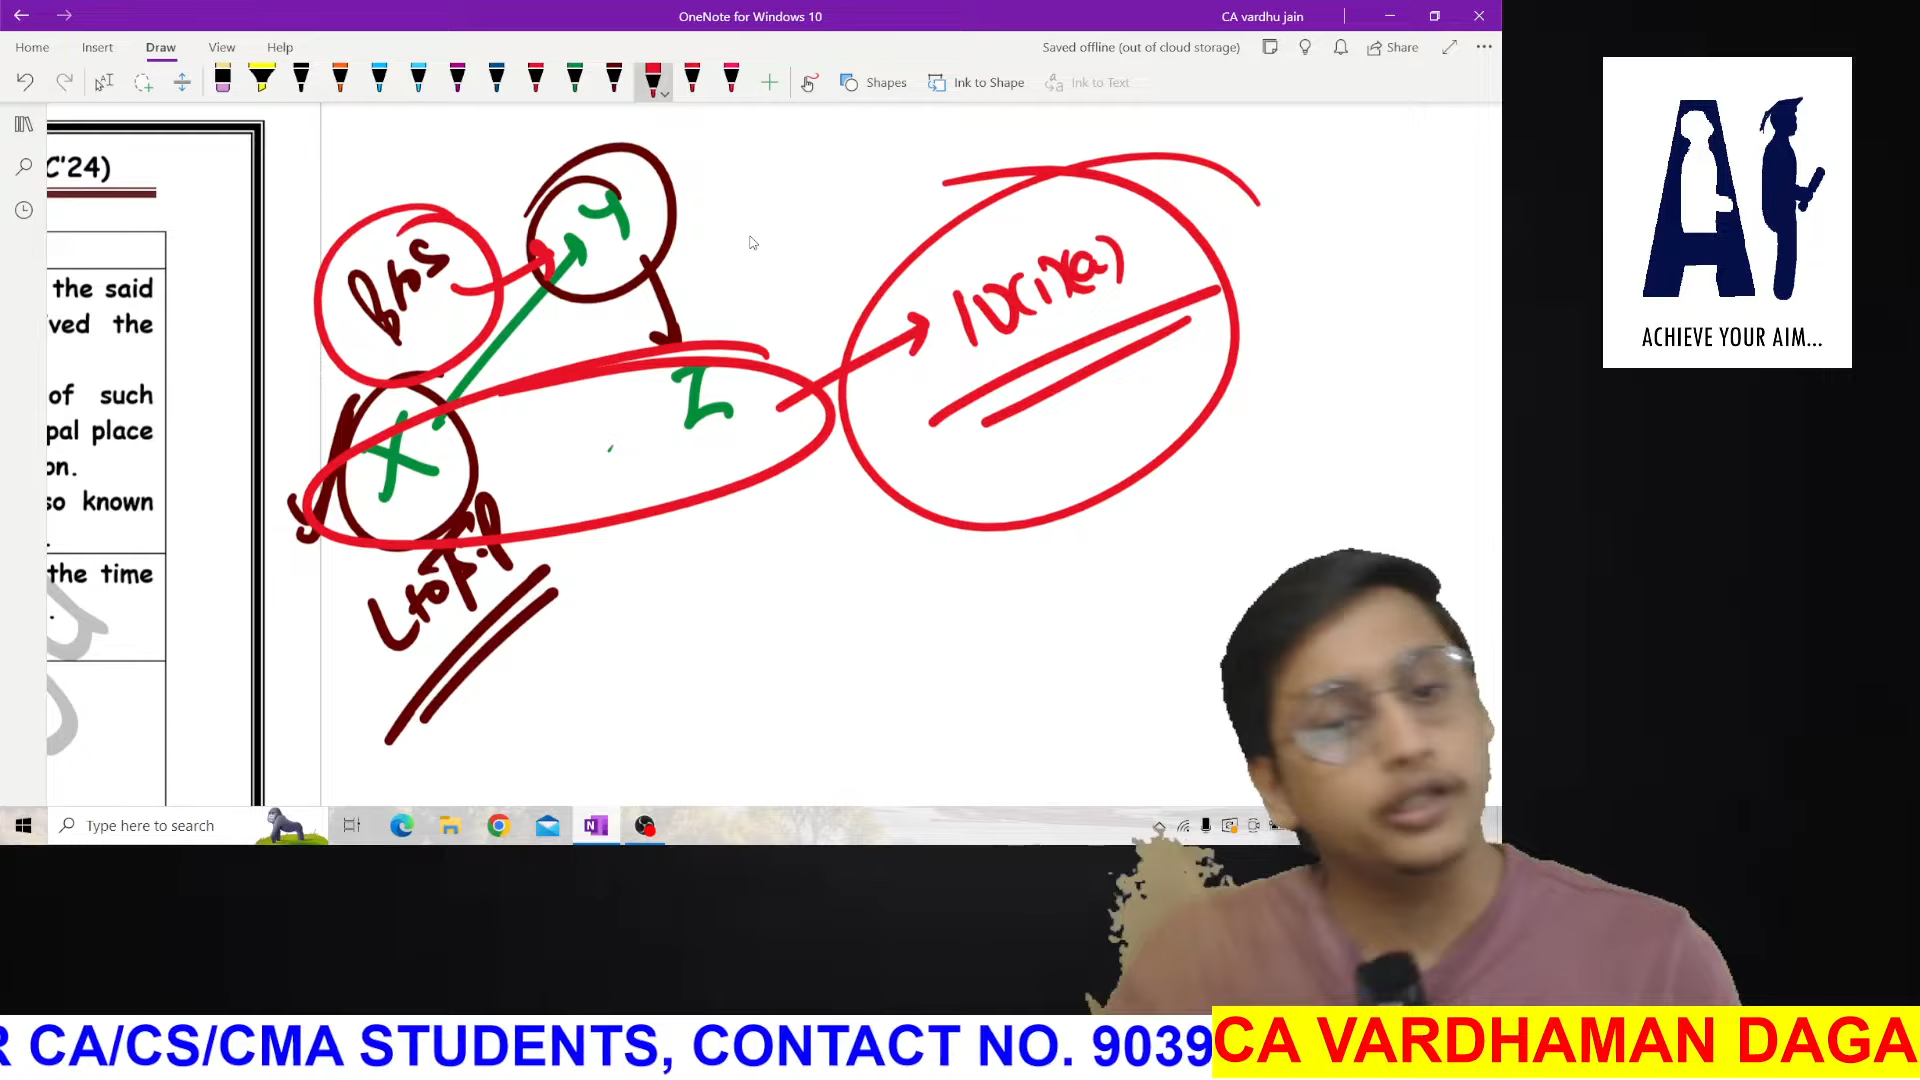 OneNote for Windows 10
CA vardhu jain
Home Insert Draw View Help
Saved offline (out of cloud storage)
Share
Shapes
Ink to Shape
Ink to Text
C'24)
the said
ved the
of such
pal place
on.
so known
.
the time
.
Y
X
I
10(1)(a)
Type here to search
ACHIEVE YOUR AIM...
R CA/CS/CMA STUDENTS, CONTACT NO. 9039
CA VARDHAMAN DAGA